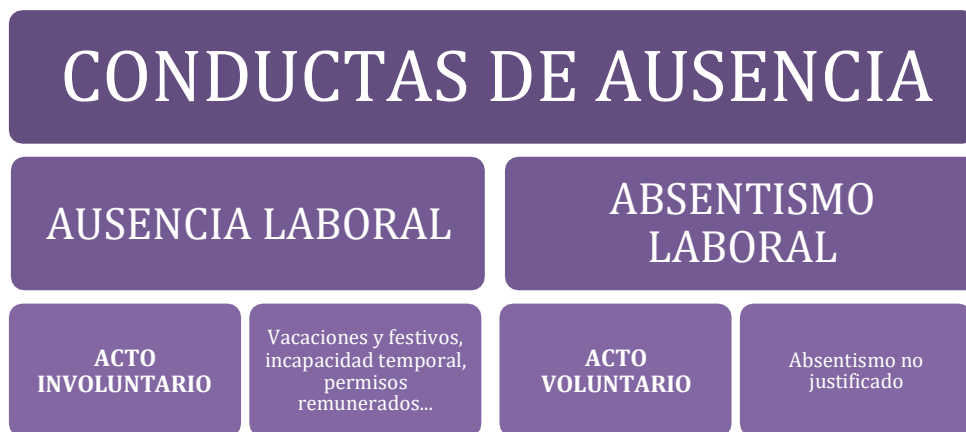 CONDUCTAS DE AUSENCIA
AUSENCIA LABORAL
ABSENTISMO
LABORAL
ACTO
INVOLUNTARIO
Vacaciones y festivos,
incapacidad temporal,
permisos
remunerados...
ACTO
VOLUNTARIO
Absentismo no
justificado